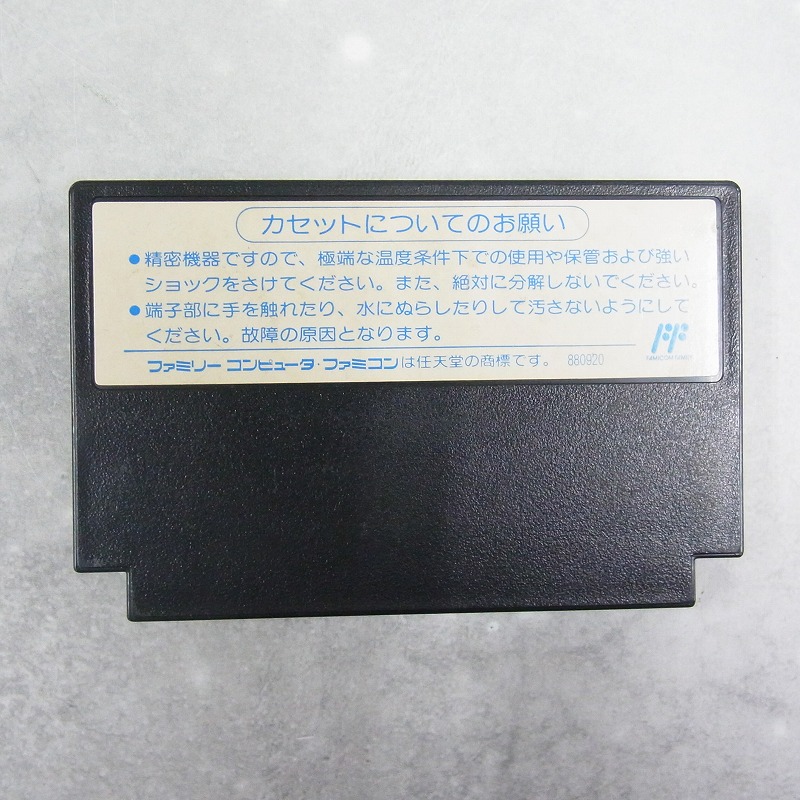 カセットについてのお願い
●精密機器ですので、極端な温度条件下での使用や保管および強い
ショックをさけてください。また、絶対に分解しないでください。
●端子部に手を触れたり、水にぬらしたりして汚さないようにして
ください。故障の原因となります。
FAMICOM FAMILY
ファミリー コンピュータ・ファミコンは任天堂の商標です。 880920